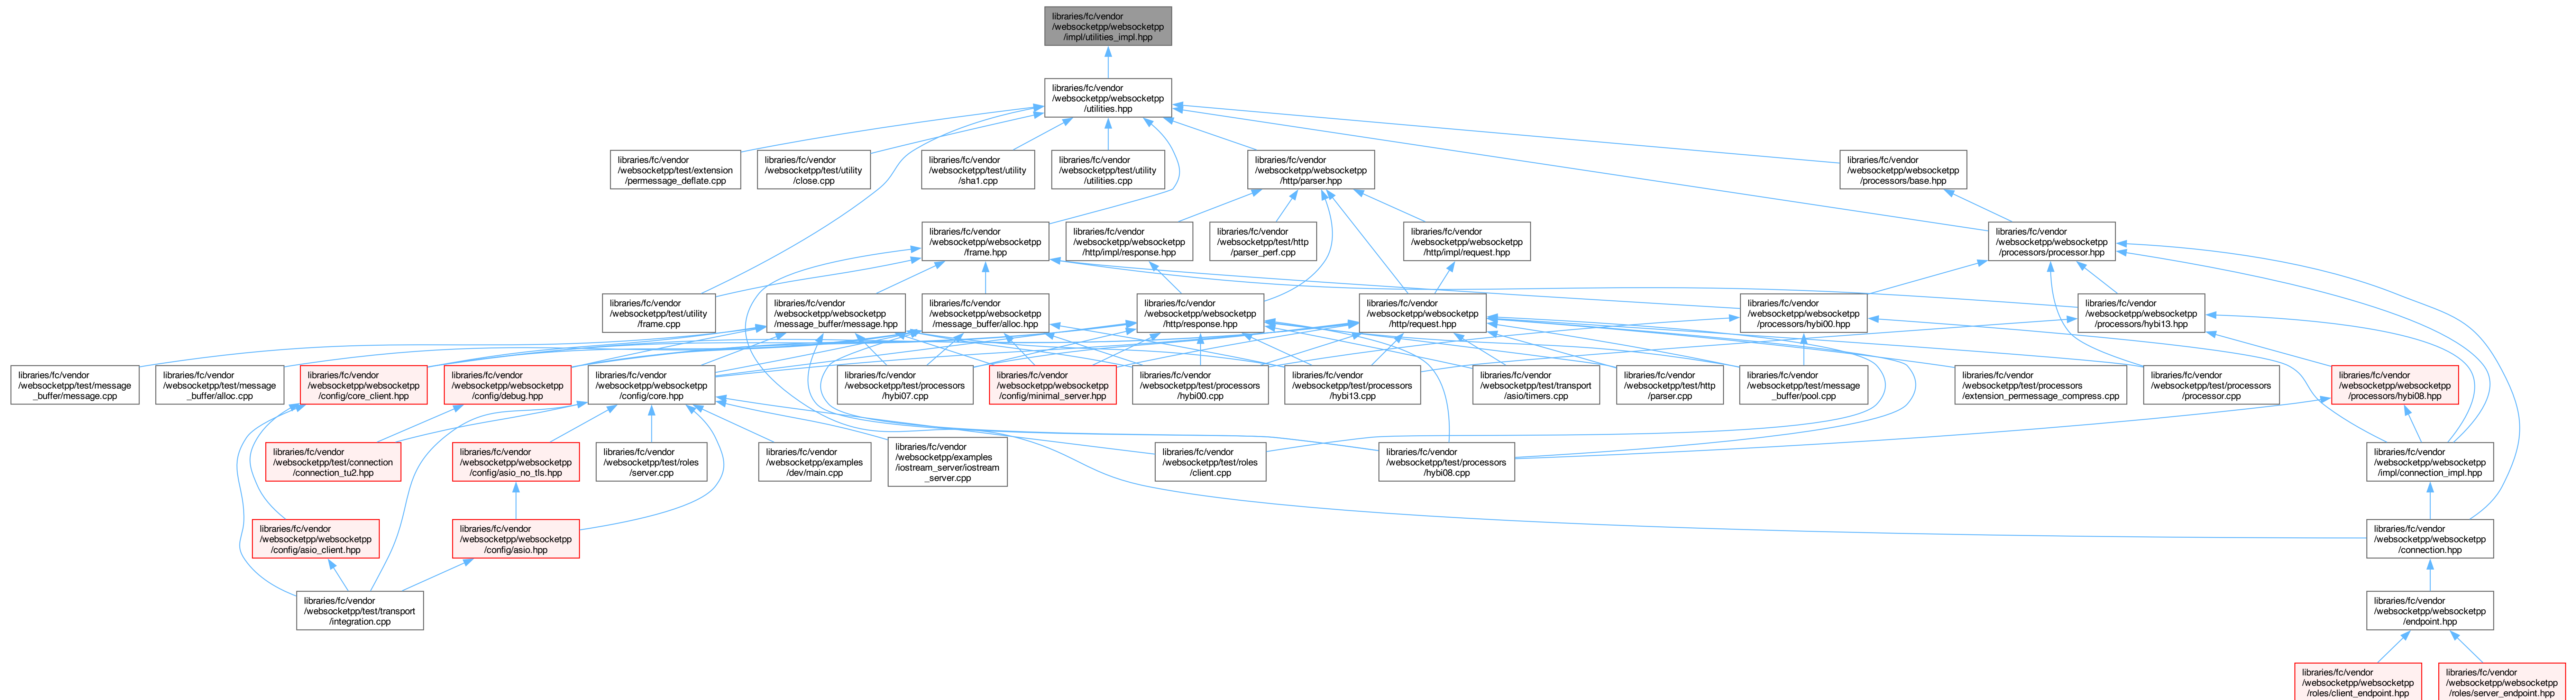 libraries/fc/vendor
/websocketpp/websocketpp
/impl/utilities_impl.hpp
libraries/fc/vendor
/websocketpp/websocketpp
/utilities.hpp
libraries/fc/vendor
/websocketpp/test/extension
/permessage_deflate.cpp
libraries/fc/vendor
/websocketpp/test/utility
/close.cpp
libraries/fc/vendor
/websocketpp/test/utility
/sha1.cpp
libraries/fc/vendor
/websocketpp/test/utility
/utilities.cpp
libraries/fc/vendor
/websocketpp/websocketpp
/http/parser.hpp
libraries/fc/vendor
/websocketpp/websocketpp
/processors/base.hpp
libraries/fc/vendor
/websocketpp/websocketpp
/frame.hpp
libraries/fc/vendor
/websocketpp/websocketpp
/http/impl/response.hpp
libraries/fc/vendor
/websocketpp/test/http
/parser_perf.cpp
libraries/fc/vendor
/websocketpp/websocketpp
/http/impl/request.hpp
libraries/fc/vendor
/websocketpp/websocketpp
/processors/processor.hpp
libraries/fc/vendor
/websocketpp/test/utility
/frame.cpp
libraries/fc/vendor
/websocketpp/websocketpp
/message_buffer/message.hpp
libraries/fc/vendor
/websocketpp/websocketpp
/message_buffer/alloc.hpp
libraries/fc/vendor
/websocketpp/websocketpp
/http/response.hpp
libraries/fc/vendor
/websocketpp/websocketpp
/http/request.hpp
libraries/fc/vendor
/websocketpp/websocketpp
/processors/hybi00.hpp
libraries/fc/vendor
/websocketpp/websocketpp
/processors/hybi13.hpp
libraries/fc/vendor
/websocketpp/test/message
_buffer/message.cpp
libraries/fc/vendor
/websocketpp/test/message
_buffer/alloc.cpp
libraries/fc/vendor
/websocketpp/websocketpp
/config/core_client.hpp
libraries/fc/vendor
/websocketpp/websocketpp
/config/debug.hpp
libraries/fc/vendor
/websocketpp/websocketpp
/config/core.hpp
libraries/fc/vendor
/websocketpp/test/processors
/hybi07.cpp
libraries/fc/vendor
/websocketpp/websocketpp
/config/minimal_server.hpp
libraries/fc/vendor
/websocketpp/test/processors
/hybi00.cpp
libraries/fc/vendor
/websocketpp/test/processors
/hybi13.cpp
libraries/fc/vendor
/websocketpp/test/transport
/asio/timers.cpp
libraries/fc/vendor
/websocketpp/test/http
/parser.cpp
libraries/fc/vendor
/websocketpp/test/message
_buffer/pool.cpp
libraries/fc/vendor
/websocketpp/test/processors
/extension_permessage_compress.cpp
libraries/fc/vendor
/websocketpp/test/processors
/processor.cpp
libraries/fc/vendor
/websocketpp/websocketpp
/processors/hybi08.hpp
libraries/fc/vendor
/websocketpp/test/connection
/connection_tu2.hpp
libraries/fc/vendor
/websocketpp/websocketpp
/config/asio_no_tls.hpp
libraries/fc/vendor
/websocketpp/test/roles
/server.cpp
libraries/fc/vendor
/websocketpp/examples
/dev/main.cpp
libraries/fc/vendor
/websocketpp/examples
/iostream_server/iostream
_server.cpp
libraries/fc/vendor
/websocketpp/test/roles
/client.cpp
libraries/fc/vendor
/websocketpp/test/processors
/hybi08.cpp
libraries/fc/vendor
/websocketpp/websocketpp
/impl/connection_impl.hpp
libraries/fc/vendor
/websocketpp/websocketpp
/config/asio_client.hpp
libraries/fc/vendor
/websocketpp/websocketpp
/config/asio.hpp
libraries/fc/vendor
/websocketpp/websocketpp
/connection.hpp
libraries/fc/vendor
/websocketpp/test/transport
/integration.cpp
libraries/fc/vendor
/websocketpp/websocketpp
/endpoint.hpp
libraries/fc/vendor
/websocketpp/websocketpp
/roles/client_endpoint.hpp
libraries/fc/vendor
/websocketpp/websocketpp
/roles/server_endpoint.hpp